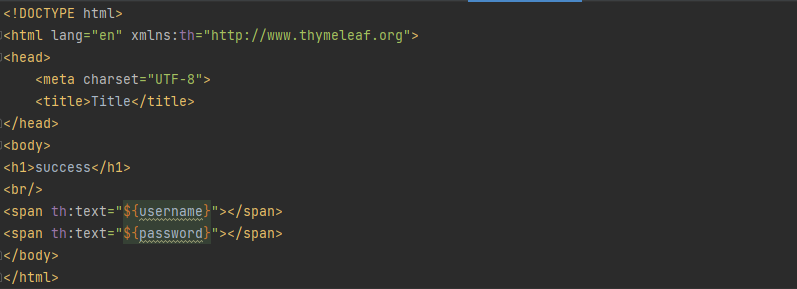 <!DOCTYPE html>
<html lang="en" xmlns:th="http://www.thymeleaf.org">
<head>
    <meta charset="UTF-8">
    <title>Title</title>
</head>
<body>
<h1>success</h1>
<br/>
<span th:text="${username}"></span>
<span th:text="${password}"></span>
</body>
</html>